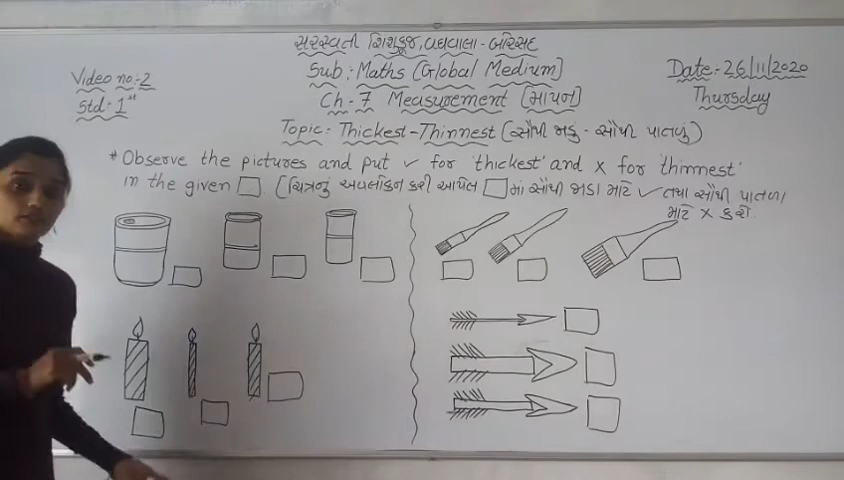 સરસ્વતી શિશુકુંજ, વઘવાલા - બોરસદ
Video no:-2
Sub:- Maths (Global Medium)
Date:- 26/11/2020
Std:- 1st
Ch-7 Measurement (માપન)
Thursday
Topic:- Thickest-Thinnest (સૌથી જાડું - સૌથી પાતળું)
* Observe the pictures and put ✓ for 'thickest' and x for 'thinnest'
in the given □ (ચિત્રનું અવલોકન કરી આપેલ □ માં સૌથી જાડા માટે ✓ તથા સૌથી પાતળા
માટે x કરો.